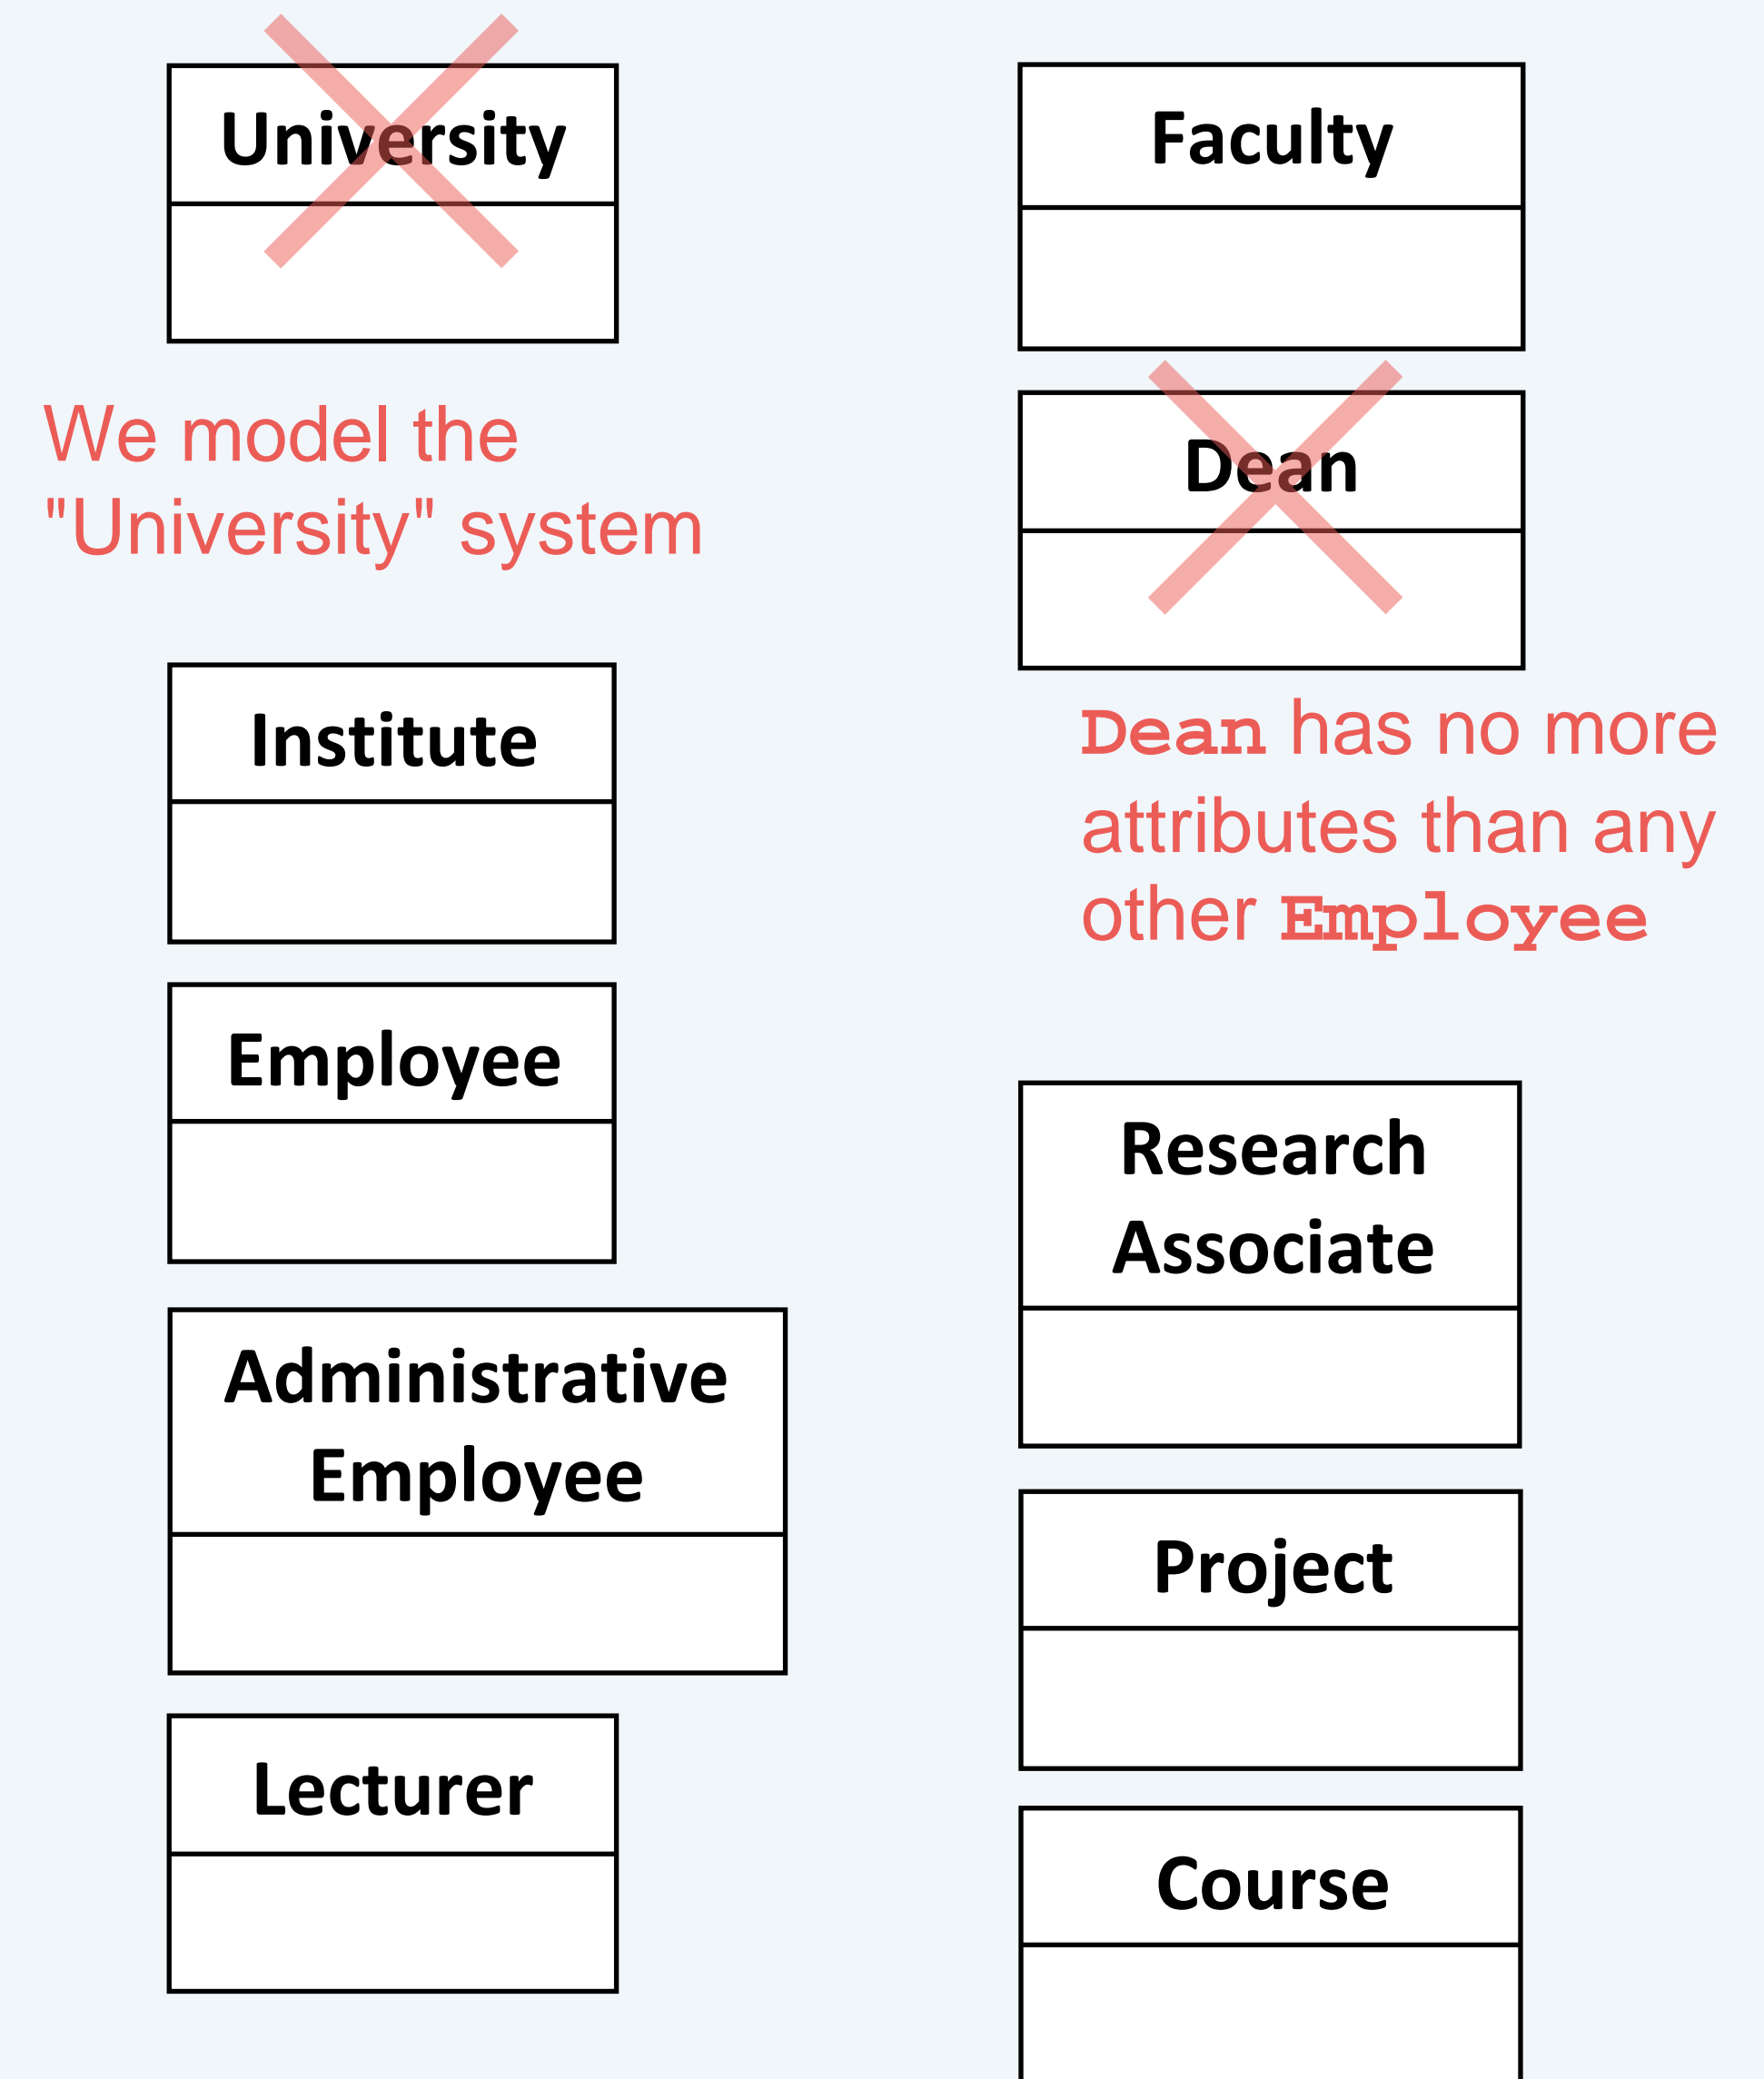 University
We model the
"University" system
Institute
Employee
Administrative
Employee
Lecturer
Faculty
Dean
Dean has no more
attributes than any
other Employee
Research
Associate
Project
Course